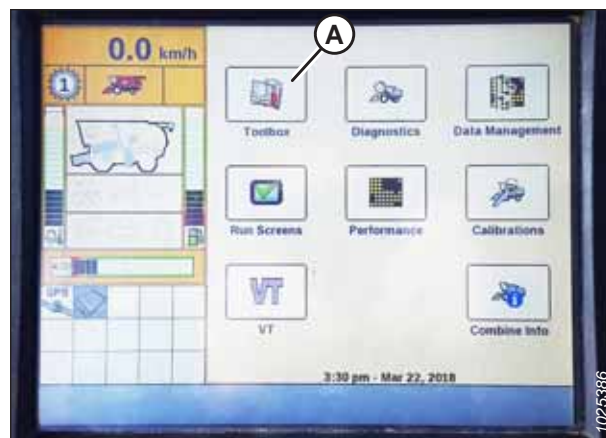 A
0.0 km/h
1
Toolbox Diagnostics Data Management
Run Screens Performance Calibrations
GPS
VT
VT Combine Info
3:30 pm - Mar 22, 2018
1025386